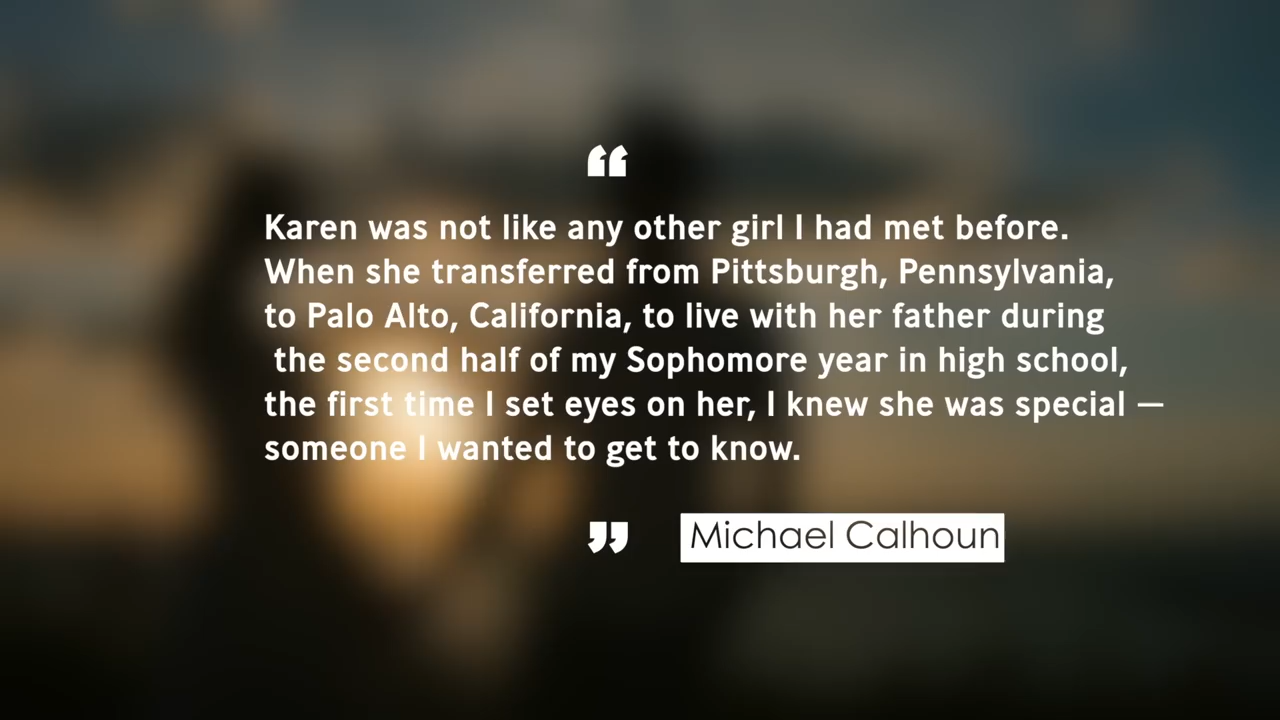 “
Karen was not like any other girl I had met before.
When she transferred from Pittsburgh, Pennsylvania,
to Palo Alto, California, to live with her father during
the second half of my Sophomore year in high school,
the first time I set eyes on her, I knew she was special —
someone I wanted to get to know.
” Michael Calhoun